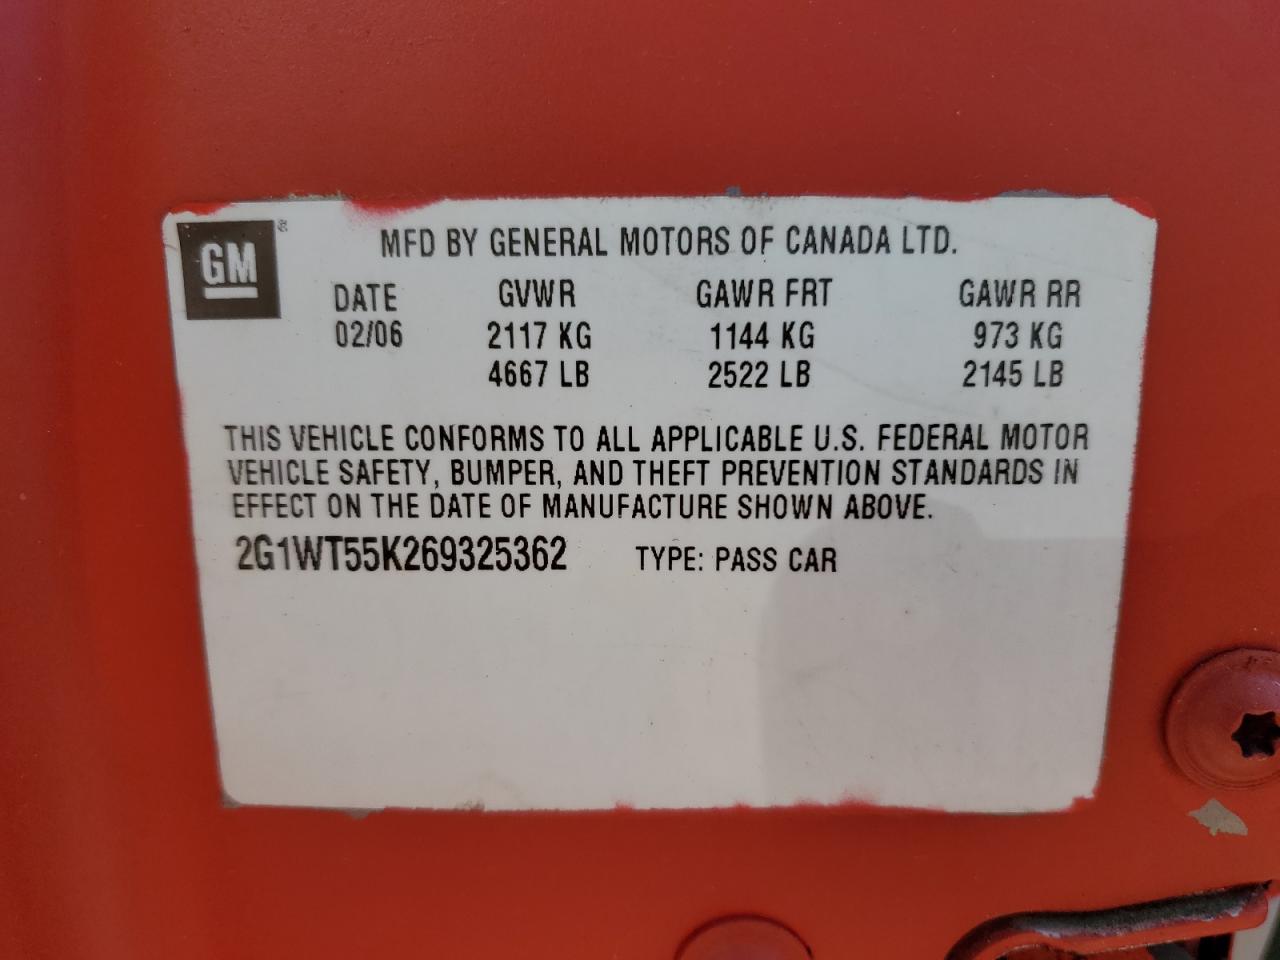 GM ®
MFD BY GENERAL MOTORS OF CANADA LTD.
DATE GVWR GAWR FRT GAWR RR
02/06 2117 KG 1144 KG 973 KG
4667 LB 2522 LB 2145 LB
THIS VEHICLE CONFORMS TO ALL APPLICABLE U.S. FEDERAL MOTOR
VEHICLE SAFETY, BUMPER, AND THEFT PREVENTION STANDARDS IN
EFFECT ON THE DATE OF MANUFACTURE SHOWN ABOVE.
2G1WT55K269325362 TYPE: PASS CAR